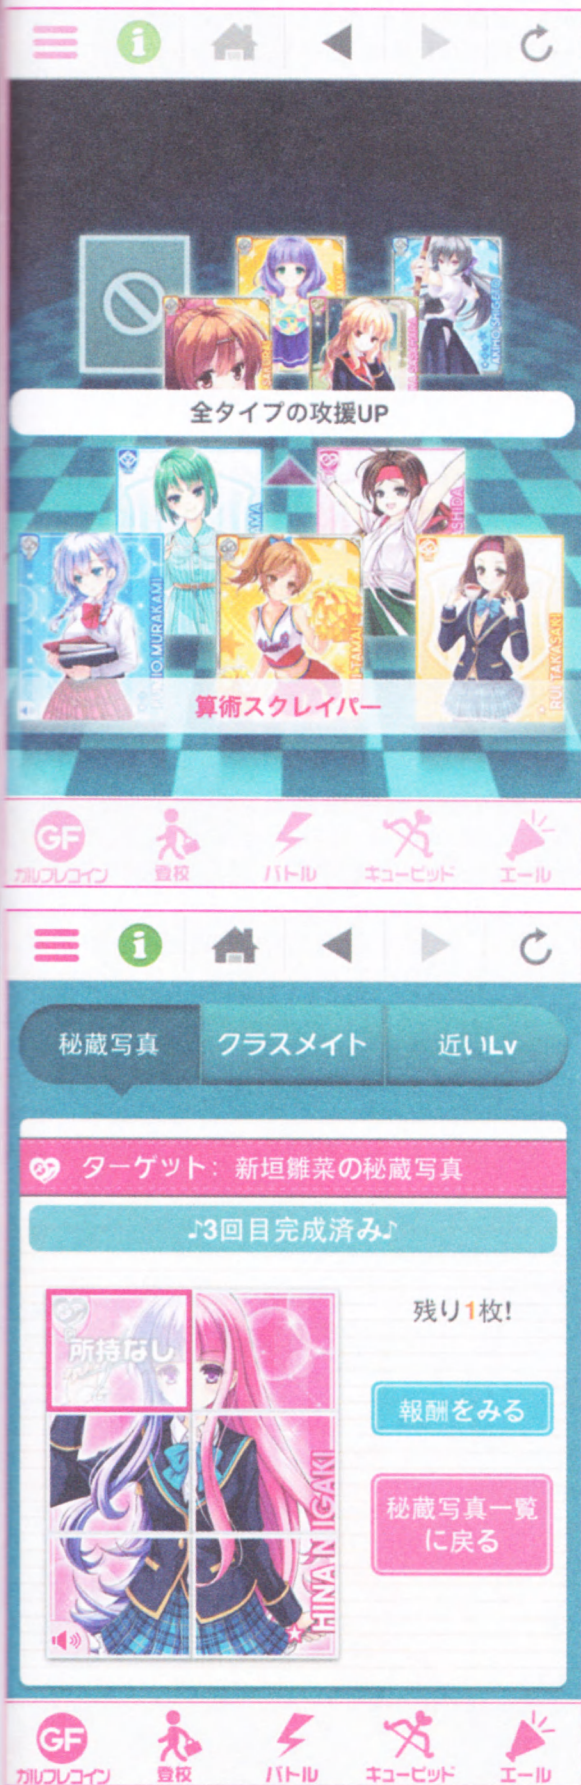 全タイプの攻援UP
MURAKAMI
TAMAI
RUI TAKASAKI
算術スクレイパー
GF
ガルフレコイン
登校
バトル
キューピッド
エール
秘蔵写真
クラスメイト
近いLv
ターゲット：新垣雛菜の秘蔵写真
♪3回目完成済み♪
所持なし
残り1枚!
報酬をみる
秘蔵写真一覧
に戻る
HINA NIIGAKI
GF
ガルフレコイン
登校
バトル
キューピッド
エール